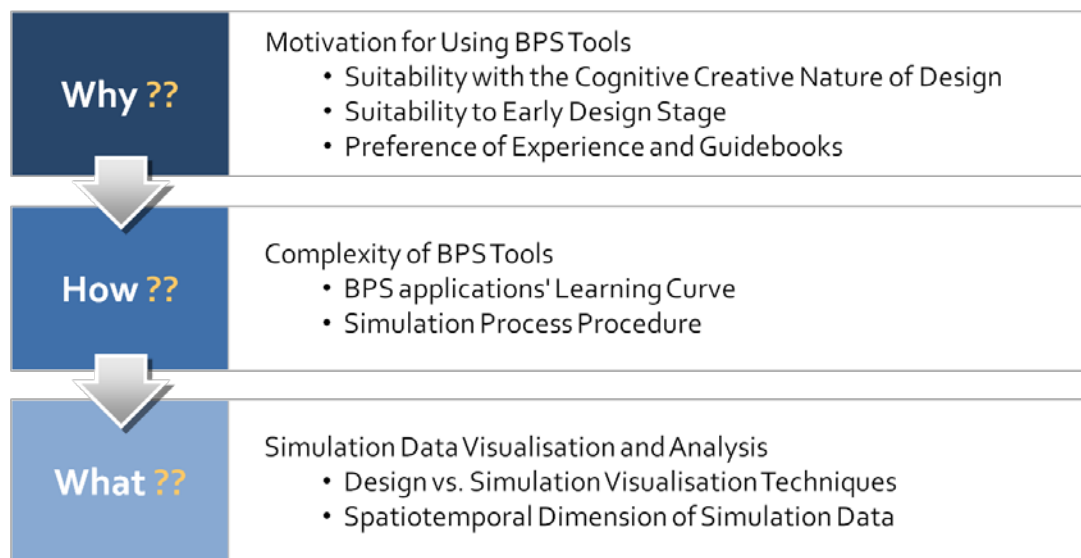 Why ??
Motivation for Using BPS Tools
• Suitability with the Cognitive Creative Nature of Design
• Suitability to Early Design Stage
• Preference of Experience and Guidebooks
How ??
Complexity of BPS Tools
• BPS applications' Learning Curve
• Simulation Process Procedure
What ??
Simulation Data Visualisation and Analysis
• Design vs. Simulation Visualisation Techniques
• Spatiotemporal Dimension of Simulation Data